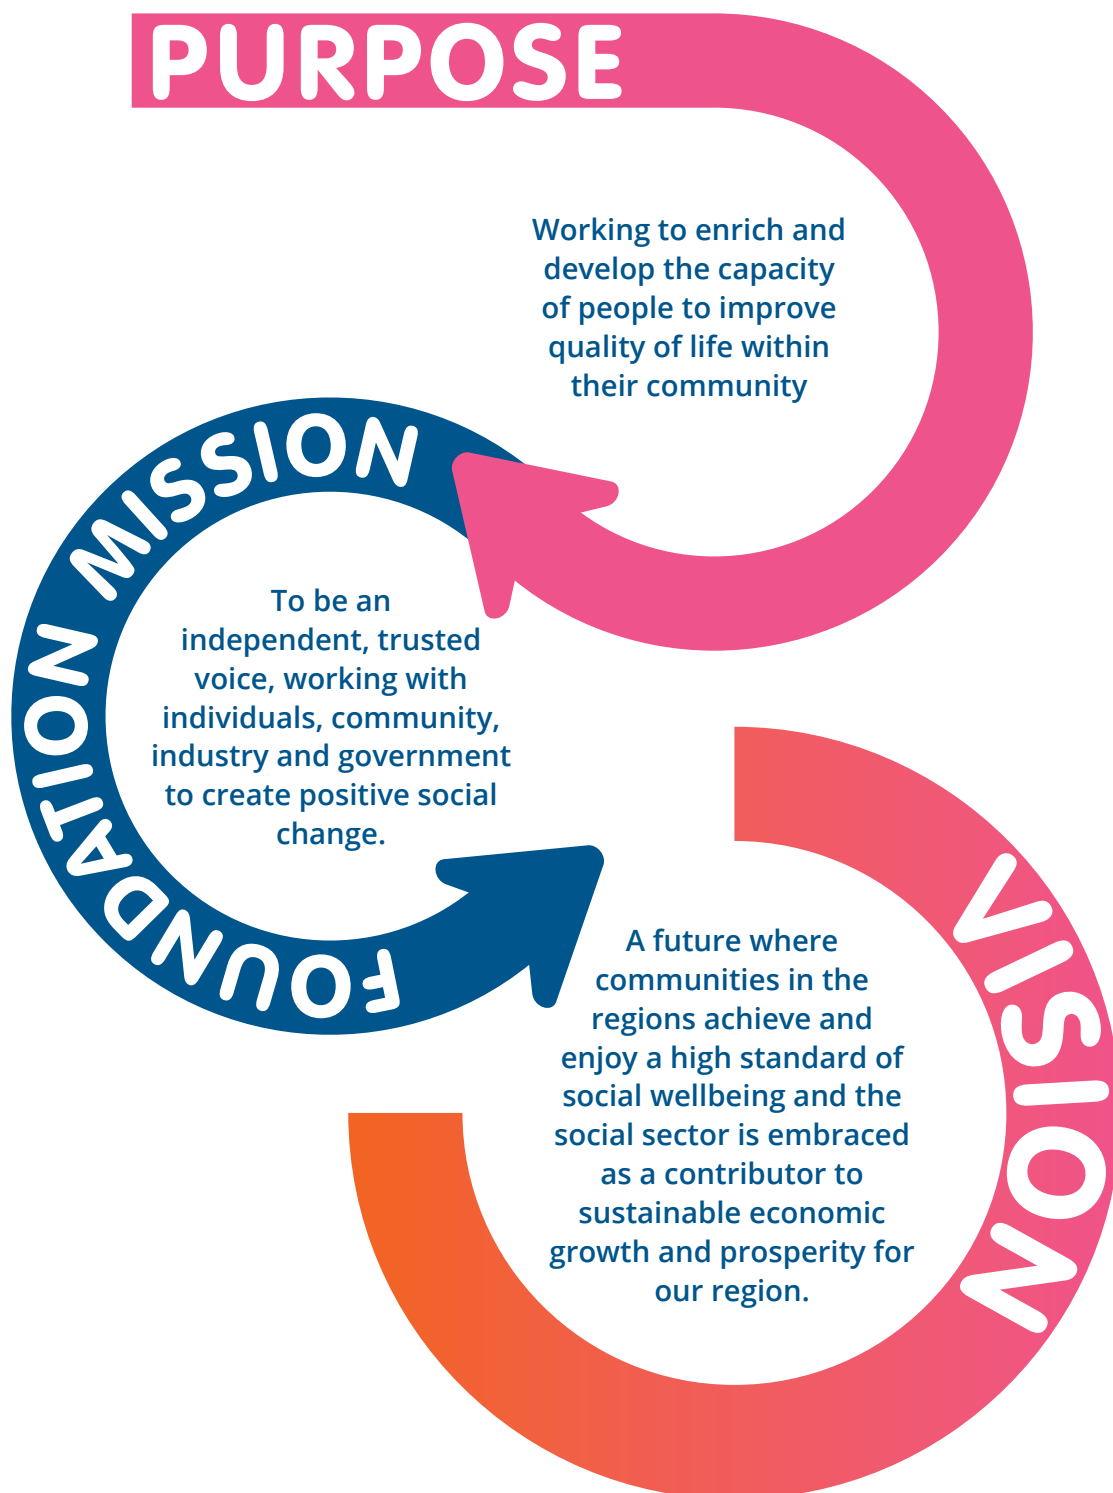 PURPOSE
Working to enrich and
develop the capacity
of people to improve
quality of life within
their community
FOUNDATION MISSION
To be an
independent, trusted
voice, working with
individuals, community,
industry and government
to create positive social
change.
VISION
A future where
communities in the
regions achieve and
enjoy a high standard of
social wellbeing and the
social sector is embraced
as a contributor to
sustainable economic
growth and prosperity for
our region.